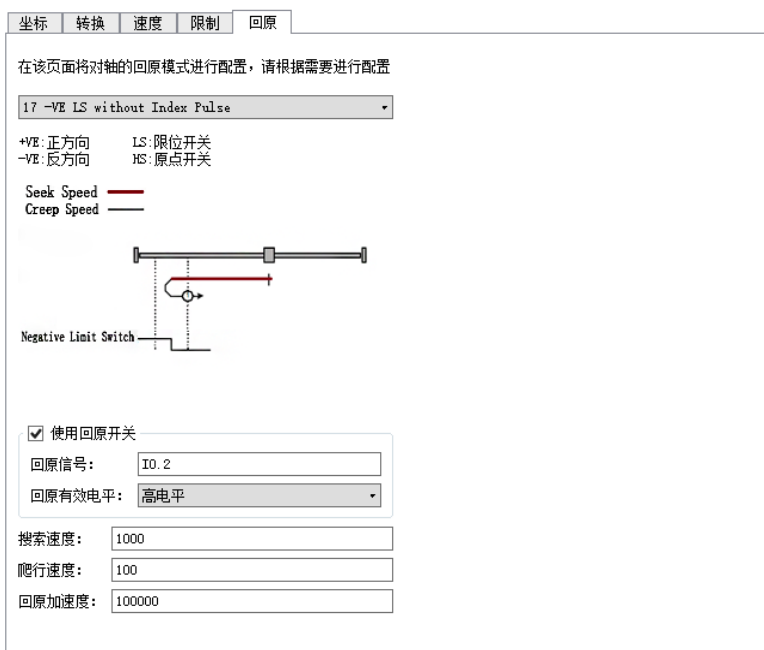 坐标 转换 速度 限制 回原
在该页面将对轴的回原模式进行配置，请根据需要进行配置
17 -VE LS without Index Pulse
+VE:正方向 LS:限位开关
-VE:反方向 HS:原点开关
Seek Speed
Creep Speed
Negative Limit Switch
使用回原开关
回原信号： I0.2
回原有效电平： 高电平
搜索速度： 1000
爬行速度： 100
回原加速度： 100000